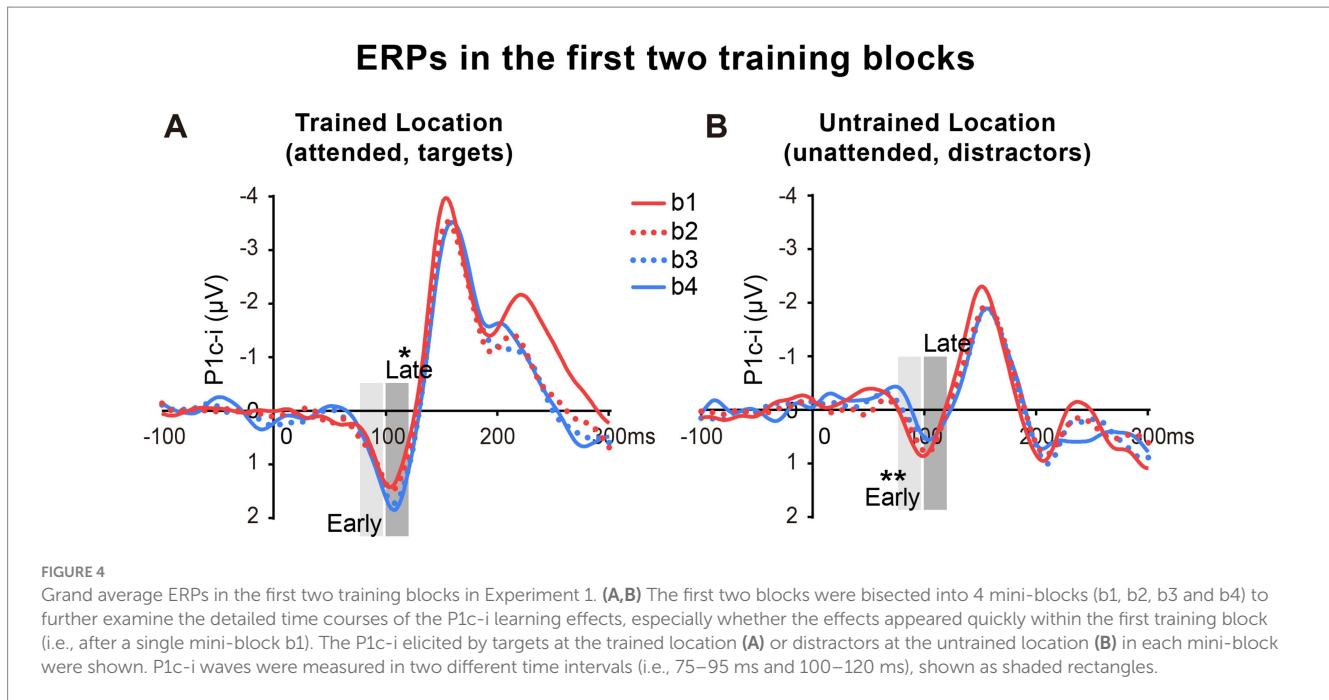 ERPs in the first two training blocks
A
Trained Location
(attended, targets)
B
Untrained Location
(unattended, distractors)
P1c-i (µV)
-4
-3
-2
-1
0
1
2
-100
0
100
200
300ms
*
Late
Early
b1
b2
b3
b4
P1c-i (µV)
-4
-3
-2
-1
0
1
2
-100
0
100
200
300ms
Late
**
Early
FIGURE 4
Grand average ERPs in the first two training blocks in Experiment 1. (A,B) The first two blocks were bisected into 4 mini-blocks (b1, b2, b3 and b4) to
further examine the detailed time courses of the P1c-i learning effects, especially whether the effects appeared quickly within the first training block
(i.e., after a single mini-block b1). The P1c-i elicited by targets at the trained location (A) or distractors at the untrained location (B) in each mini-block
were shown. P1c-i waves were measured in two different time intervals (i.e., 75–95 ms and 100–120 ms), shown as shaded rectangles.